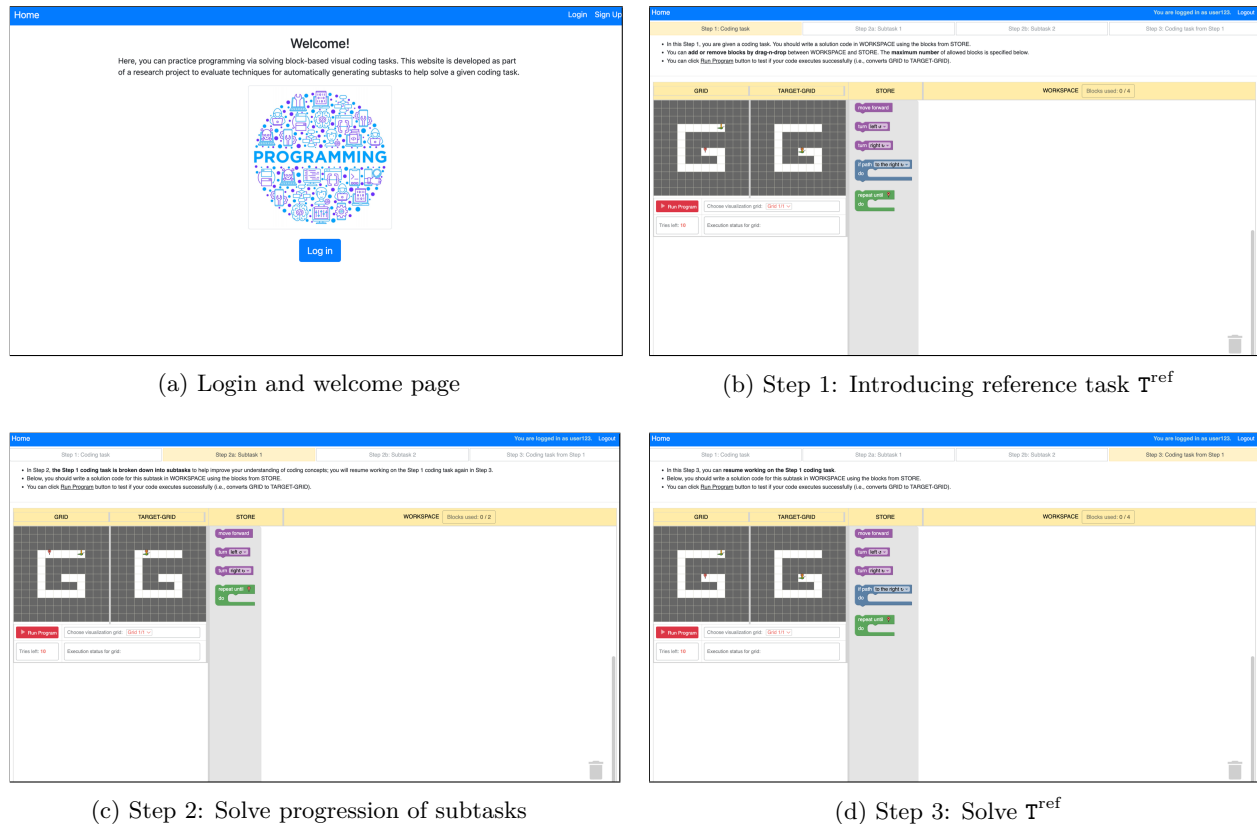 Home
Login Sign Up
Welcome!
Here, you can practice programming via solving block-based visual coding tasks. This website is developed as part
of a research project to evaluate techniques for automatically generating subtasks to help solve a given coding task.
PROGRAMMING
Log in
(a) Login and welcome page
Home
You are logged in as user123. Logout
Step 1: Coding task
Step 2a: Subtask 1
Step 2b: Subtask 2
Step 3: Coding task from Step 1
• In this Step 1, you are given a coding task. You should write a solution code in WORKSPACE using the blocks from STORE.
• You can add or remove blocks by drag-n-drop between WORKSPACE and STORE. The maximum number of allowed blocks is specified below.
• You can click Run Program button to test if your code executes successfully (i.e., converts GRID to TARGET-GRID).
GRID
TARGET-GRID
STORE
WORKSPACE Blocks used: 0 / 4
move forward
turn left ↺
turn right ↻
if path to the right ↻
do
repeat until
do
Run Program
Choose visualization grid: Grid 1/1
Tries left: 10
Execution status for grid:
(b) Step 1: Introducing reference task T^ref
Home
You are logged in as user123. Logout
Step 1: Coding task
Step 2a: Subtask 1
Step 2b: Subtask 2
Step 3: Coding task from Step 1
• In Step 2, the Step 1 coding task is broken down into subtasks to help improve your understanding of coding concepts; you will resume working on the Step 1 coding task again in Step 3.
• Below, you should write a solution code for this subtask in WORKSPACE using the blocks from STORE.
• You can click Run Program button to test if your code executes successfully (i.e., converts GRID to TARGET-GRID).
GRID
TARGET-GRID
STORE
WORKSPACE Blocks used: 0 / 2
move forward
turn left ↺
turn right ↻
repeat until
do
Run Program
Choose visualization grid: Grid 1/1
Tries left: 10
Execution status for grid:
(c) Step 2: Solve progression of subtasks
Home
You are logged in as user123. Logout
Step 1: Coding task
Step 2a: Subtask 1
Step 2b: Subtask 2
Step 3: Coding task from Step 1
• In this Step 3, you can resume working on the Step 1 coding task.
• Below, you should write a solution code for this subtask in WORKSPACE using the blocks from STORE.
• You can click Run Program button to test if your code executes successfully (i.e., converts GRID to TARGET-GRID).
GRID
TARGET-GRID
STORE
WORKSPACE Blocks used: 0 / 4
move forward
turn left ↺
turn right ↻
if path to the right ↻
do
repeat until
do
Run Program
Choose visualization grid: Grid 1/1
Tries left: 10
Execution status for grid:
(d) Step 3: Solve T^ref